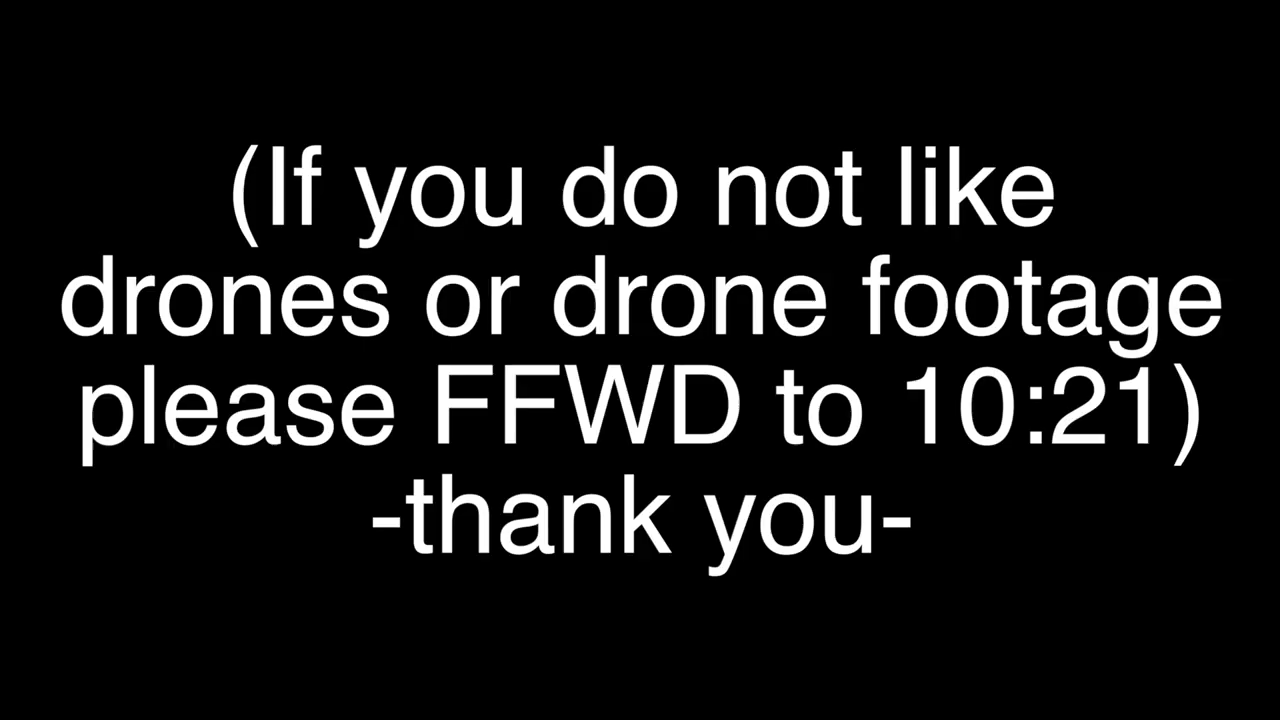 (If you do not like
drones or drone footage
please FFWD to 10:21)
-thank you-